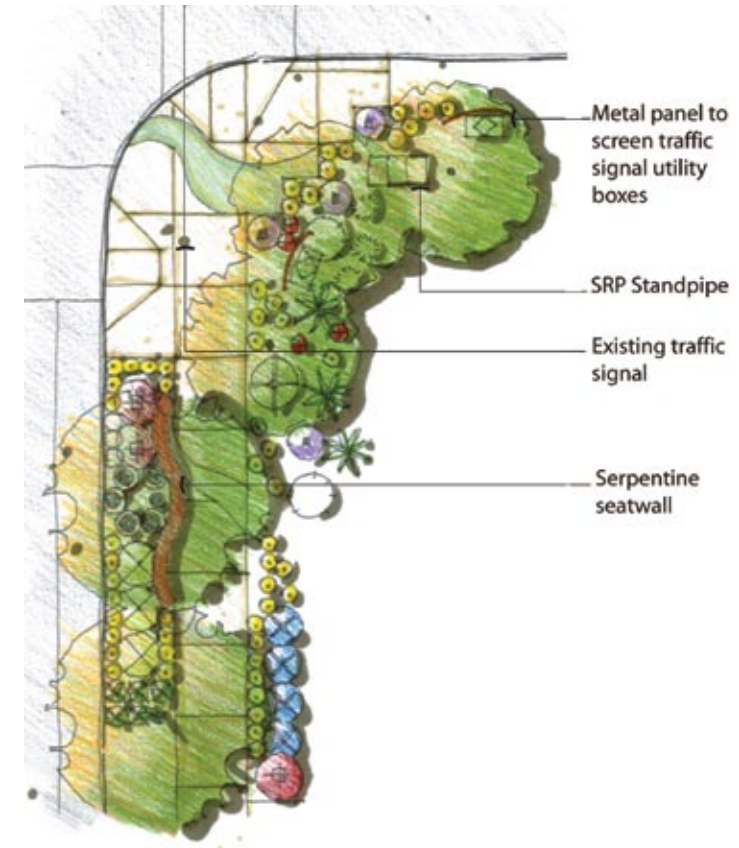 Metal panel to
screen traffic
signal utility
boxes
SRP Standpipe
Existing traffic
signal
Serpentine
seatwall